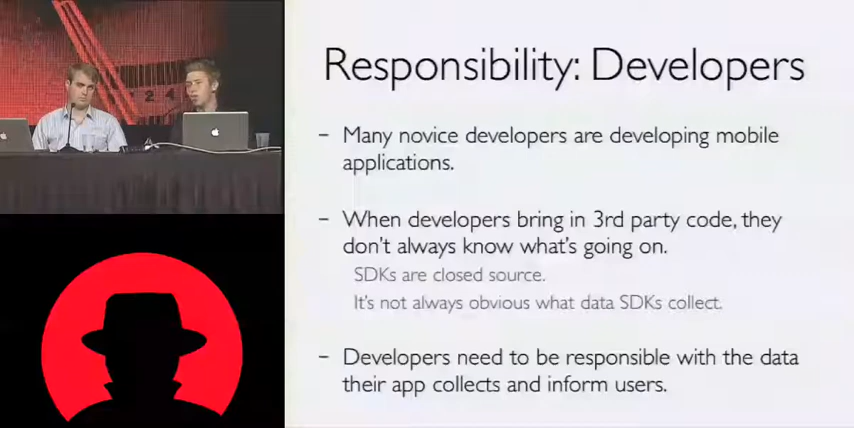 Responsibility: Developers
– Many novice developers are developing mobile
applications.
– When developers bring in 3rd party code, they
don't always know what's going on.
SDKs are closed source.
It's not always obvious what data SDKs collect.
– Developers need to be responsible with the data
their app collects and inform users.
2 4